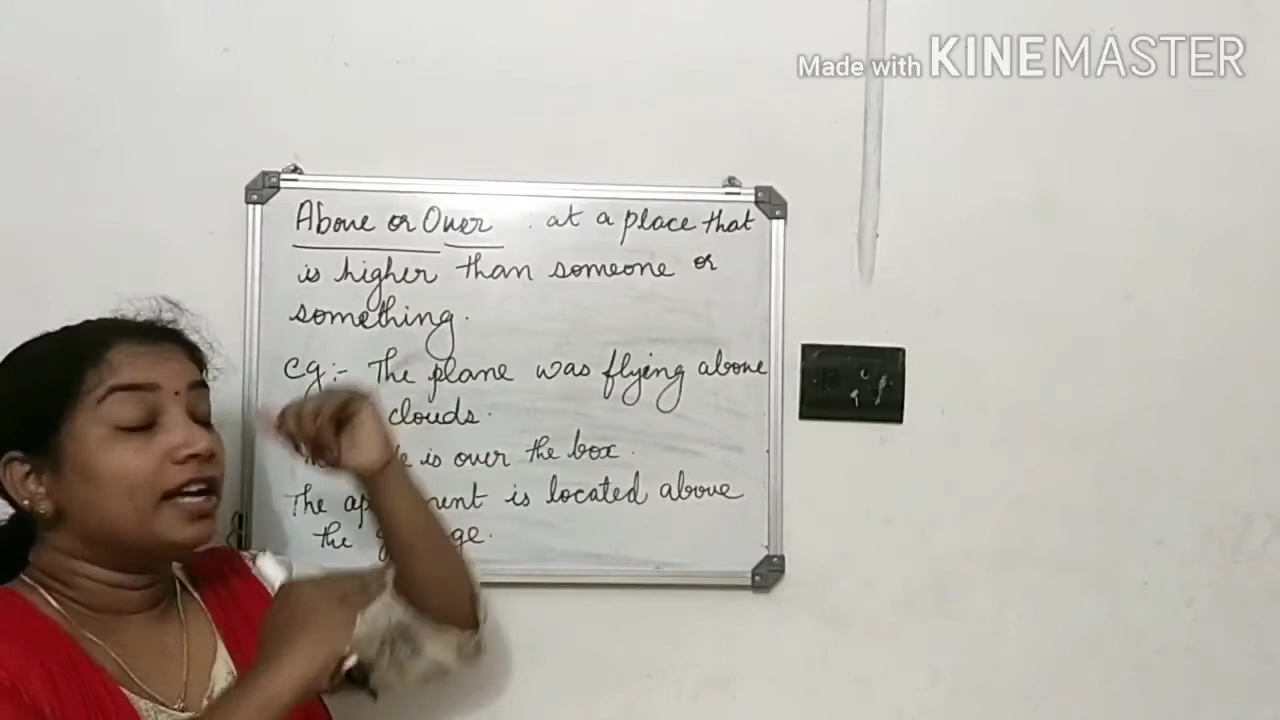 Made with KINEMASTER
Above or Over : at a place that
is higher than someone or
something.
eg:- The plane was flying above
clouds.
is over the box.
The is located above
the